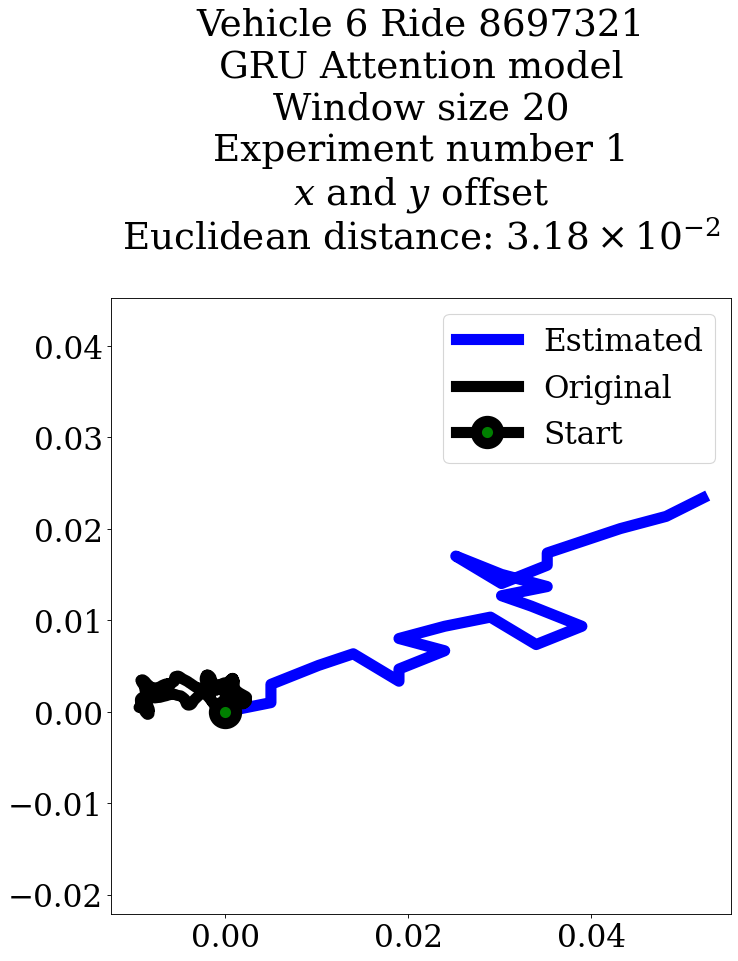 Vehicle 6 Ride 8697321
GRU Attention model
Window size 20
Experiment number 1
x and y offset
Euclidean distance: 3.18 × 10⁻²
Estimated
Original
Start
0.04
0.03
0.02
0.01
0.00
−0.01
−0.02
0.00 0.02 0.04